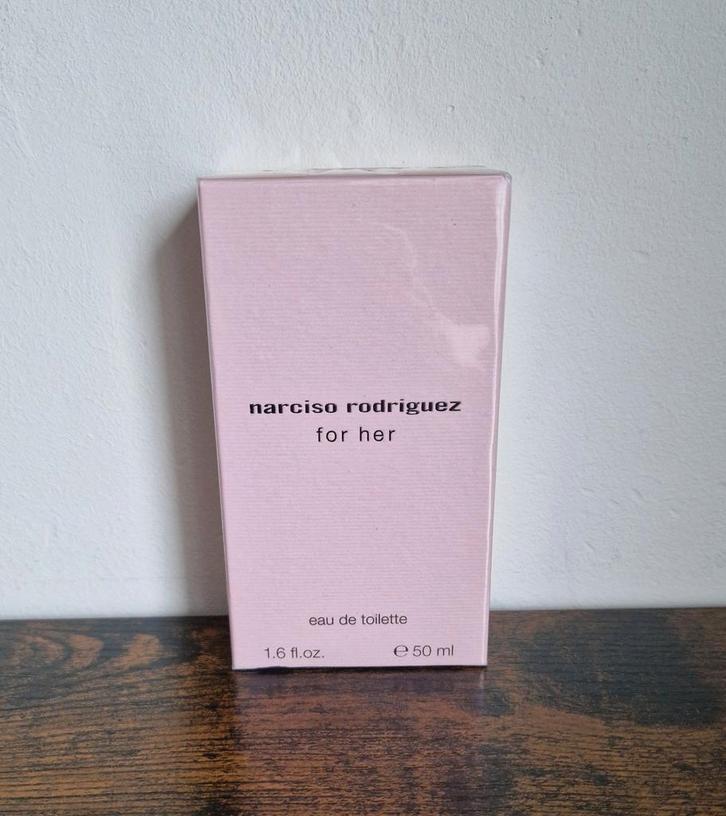 narciso rodriguez
for her
eau de toilette
1.6 fl.oz. ℮ 50 ml